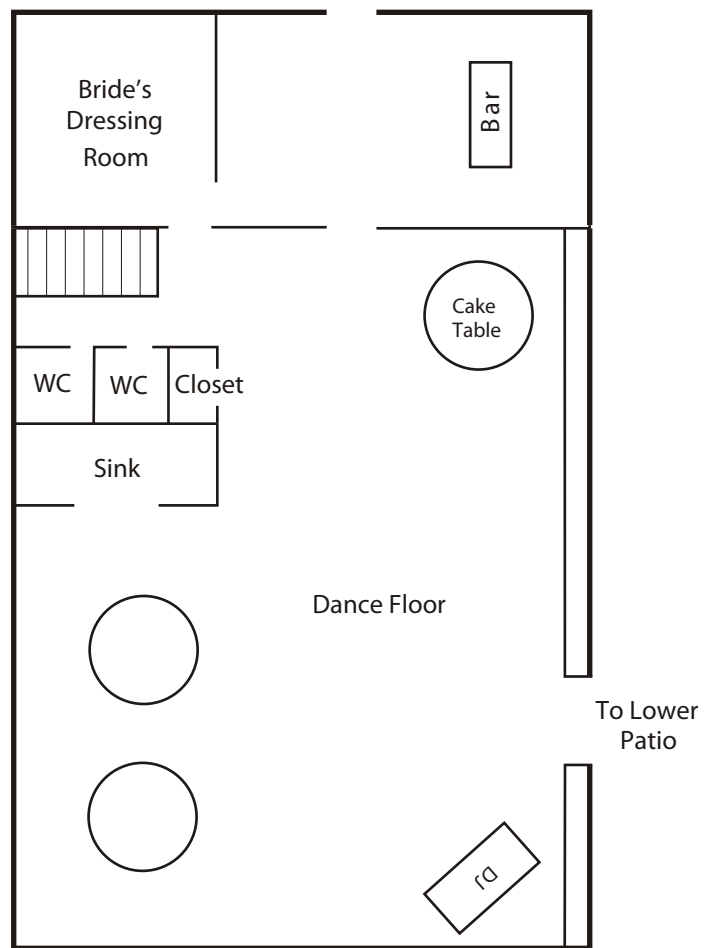 Bride’s
Dressing
Room
Bar
Cake
Table
WC
WC
Closet
Sink
Dance Floor
To Lower
Patio
DJ